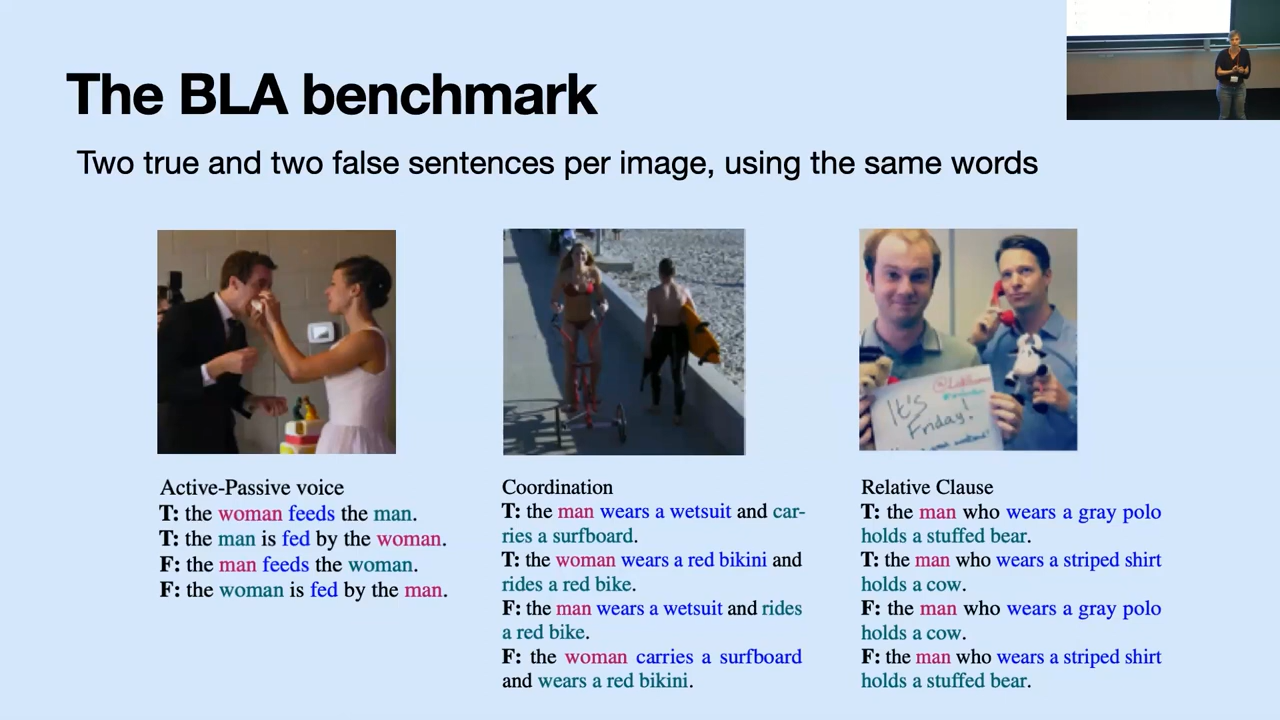 The BLA benchmark
Two true and two false sentences per image, using the same words
It's
Friday!
Active-Passive voice
T: the woman feeds the man.
T: the man is fed by the woman.
F: the man feeds the woman.
F: the woman is fed by the man.
Coordination
T: the man wears a wetsuit and car-
ries a surfboard.
T: the woman wears a red bikini and
rides a red bike.
F: the man wears a wetsuit and rides
a red bike.
F: the woman carries a surfboard
and wears a red bikini.
Relative Clause
T: the man who wears a gray polo
holds a stuffed bear.
T: the man who wears a striped shirt
holds a cow.
F: the man who wears a gray polo
holds a cow.
F: the man who wears a striped shirt
holds a stuffed bear.